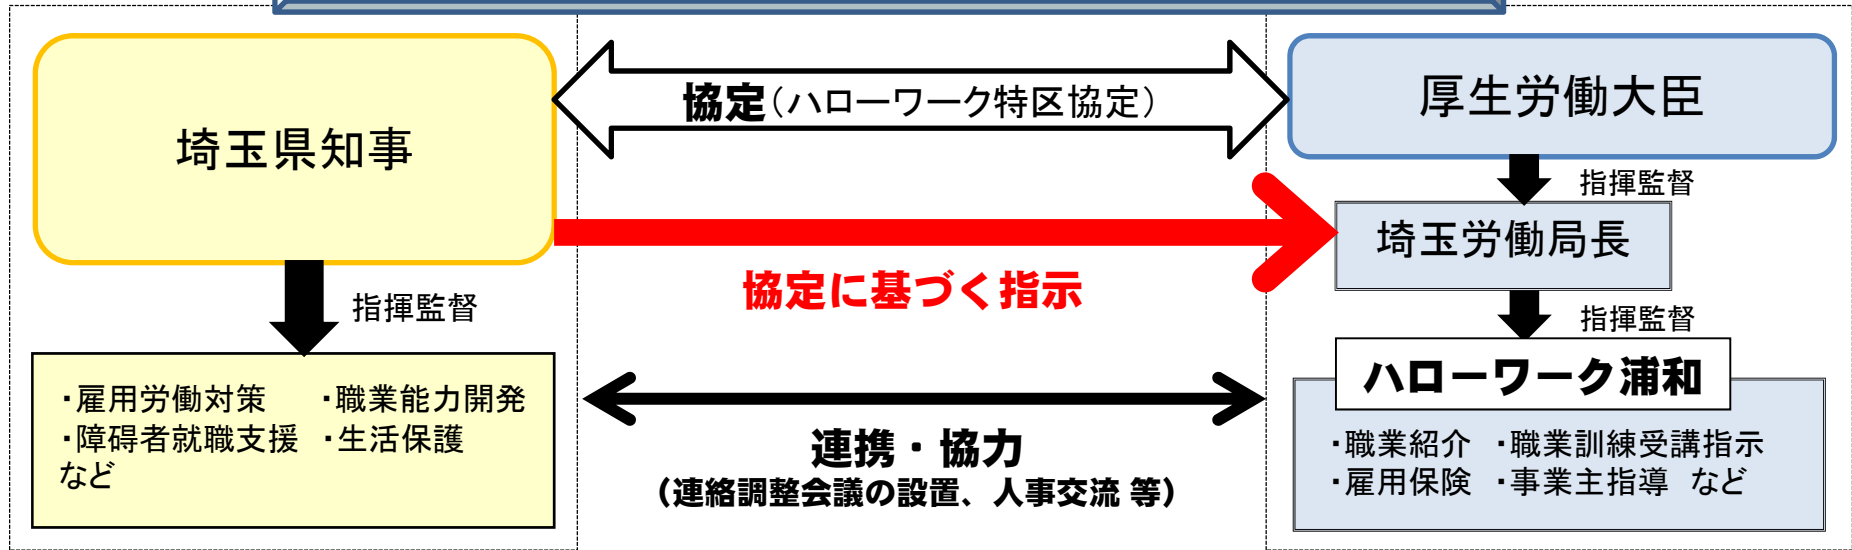 埼玉県知事
指揮監督
・雇用労働対策　・職業能力開発
・障碍者就職支援　・生活保護
など
協定（ハローワーク特区協定）
協定に基づく指示
連携・協力
（連絡調整会議の設置、人事交流 等）
厚生労働大臣
指揮監督
埼玉労働局長
指揮監督
ハローワーク浦和
・職業紹介　・職業訓練受講指示
・雇用保険　・事業主指導　など